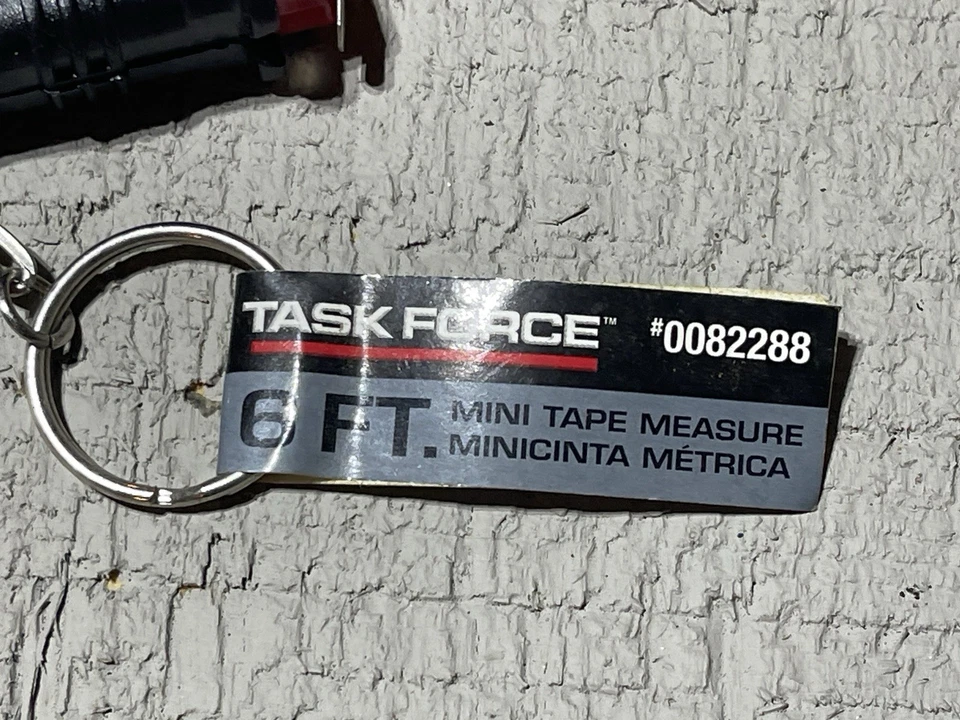 TASK FORCE™ #0082288
6 FT. MINI TAPE MEASURE
MINICINTA MÉTRICA